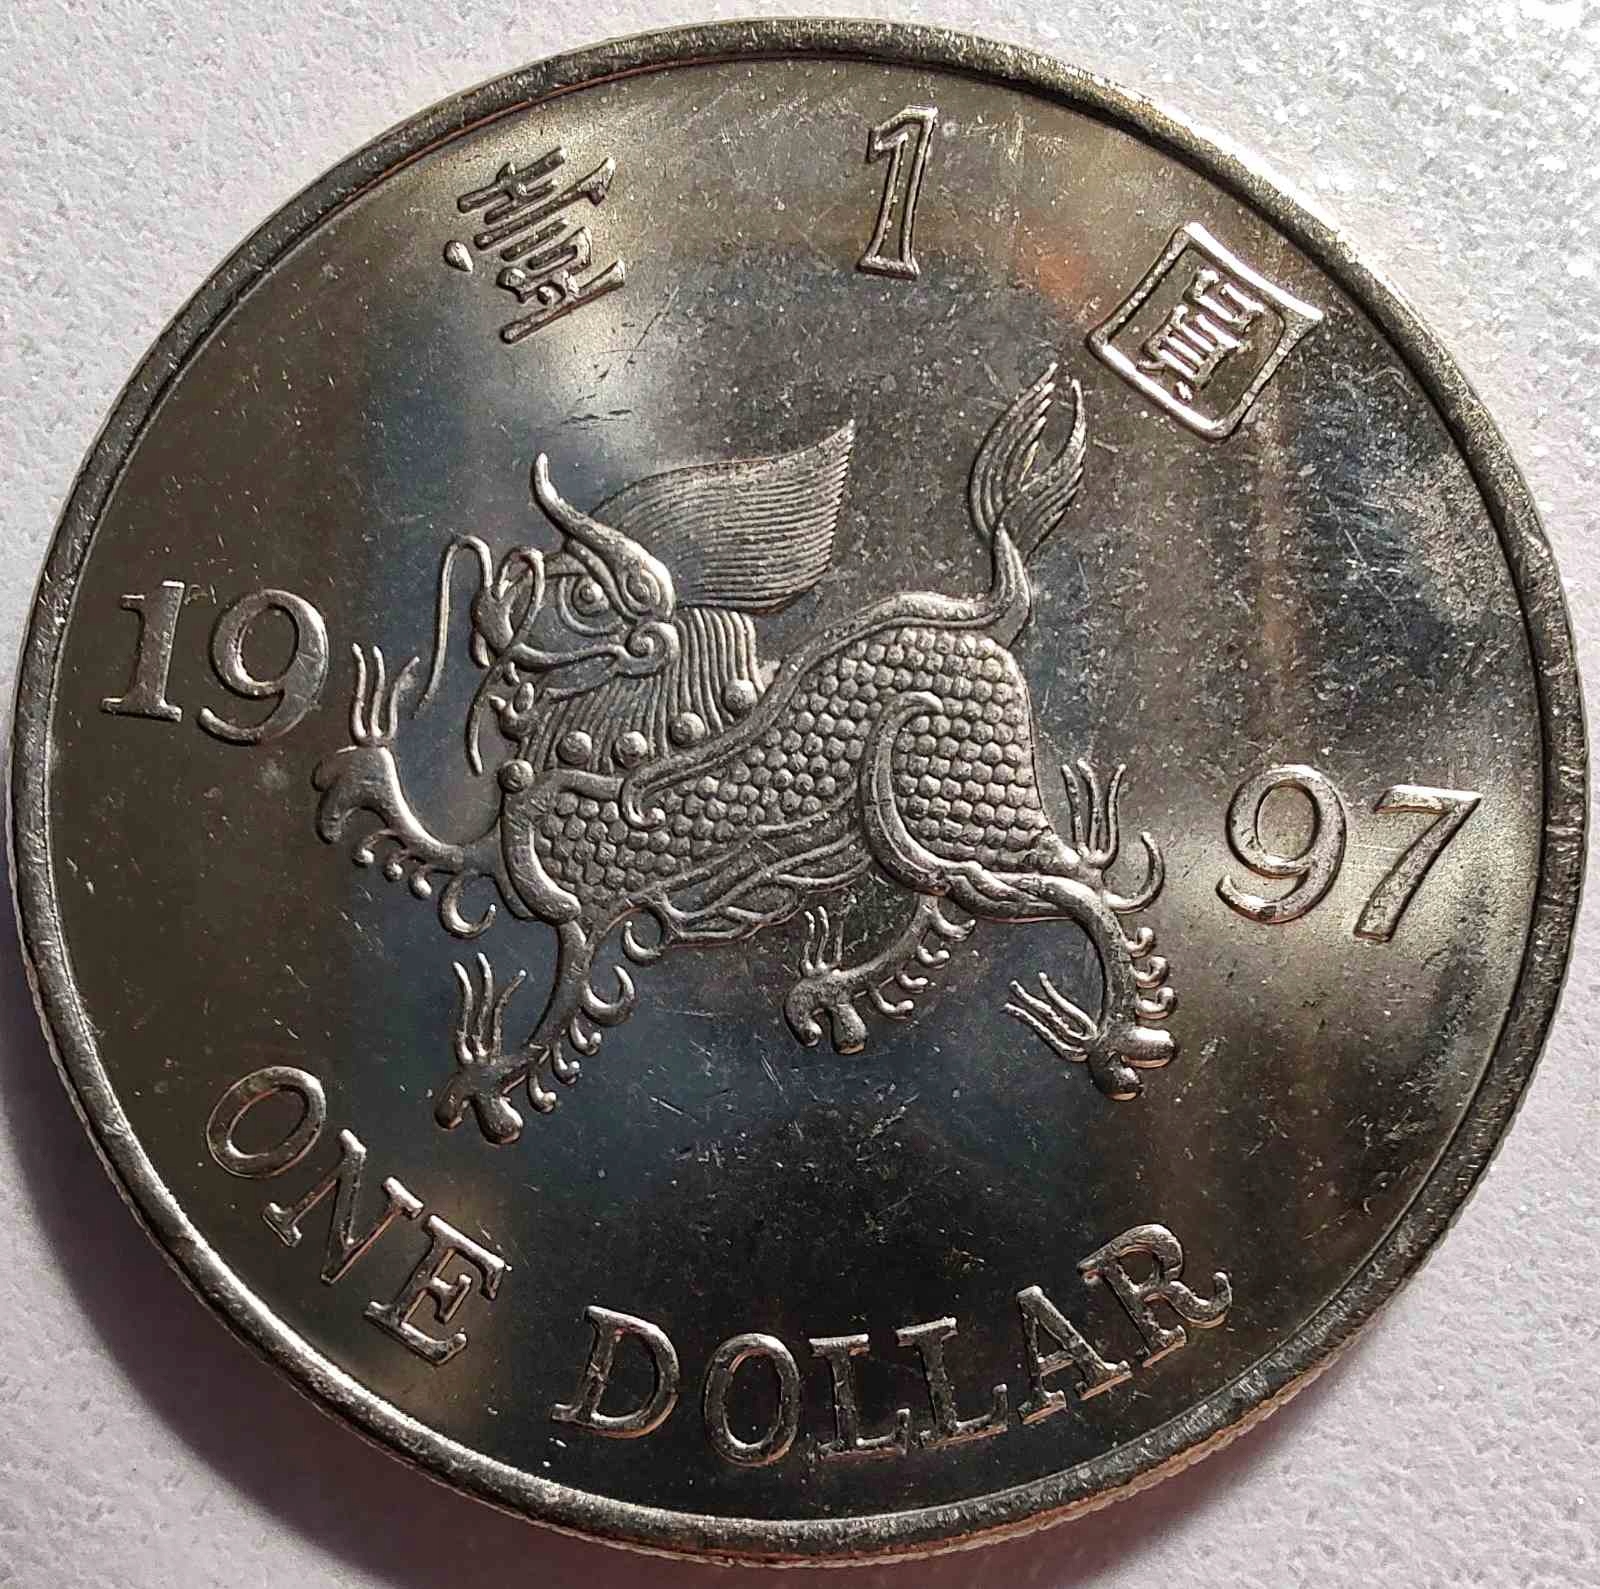 壹 1 圓
19 97
ONE DOLLAR